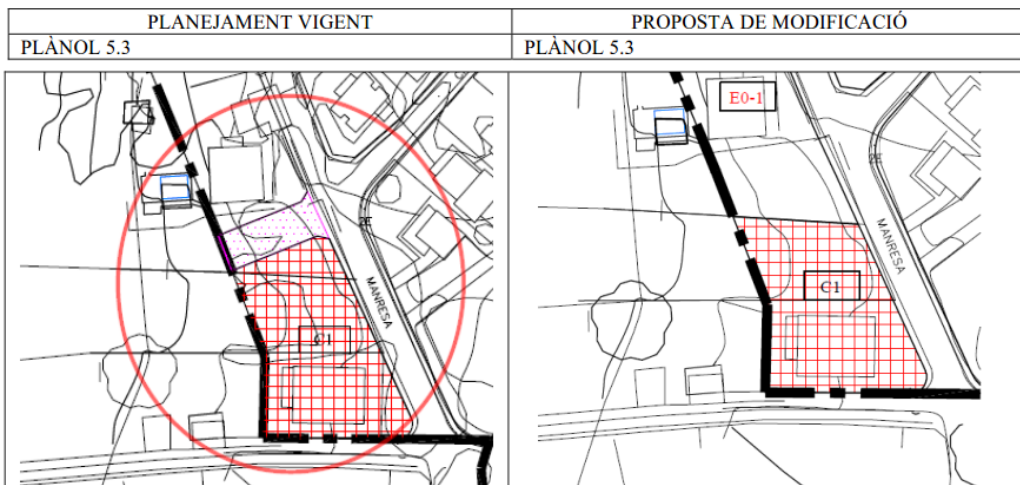 PLANEJAMENT VIGENT
PROPOSTA DE MODIFICACIÓ
PLÀNOL 5.3
PLÀNOL 5.3
MANRESA
C1
E0-1
MANRESA
C1